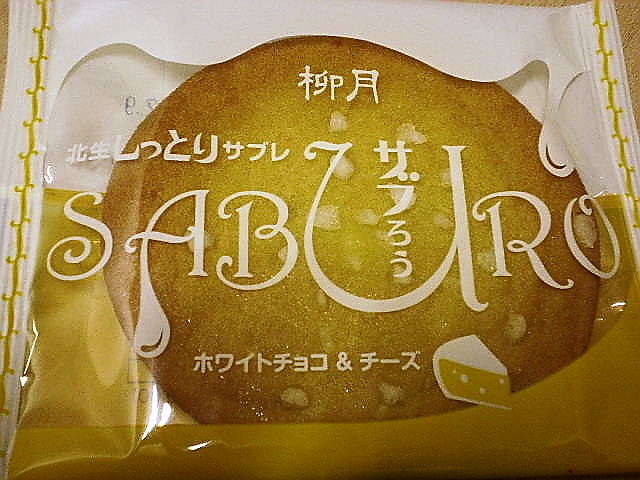 柳月
北生しっとりサブレ
サブろう
SABURO
ホワイトチョコ & チーズ